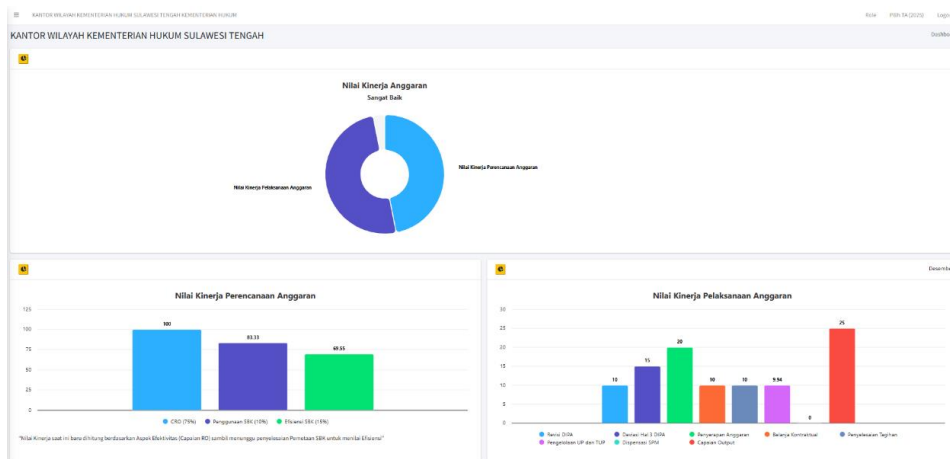 KANTOR WILAYAH KEMENTERIAN HUKUM SULAWESI TENGAH KEMENTERIAN HUKUM
Role
Login
KANTOR WILAYAH KEMENTERIAN HUKUM SULAWESI TENGAH
Dashbo
Nilai Kinerja Anggaran
Sangat Baik
Nilai Kinerja Perencanaan Anggaran
Nilai Kinerja Pelaksanaan Anggaran
Nilai Kinerja Perencanaan Anggaran
125
100
75
50
25
0
100
83.33
69.55
CRO (75%) Penggunaan SBK (10%) Efisiensi SBK (15%)
"Nilai Kinerja saat ini baru dihitung berdasarkan Aspek Efektivitas (Capaian RO) sambil menunggu penyelesaian Pemetaan SBK untuk menilai Efisiensi"
Desembe
Nilai Kinerja Pelaksanaan Anggaran
30
25
20
15
10
5
0
10
15
20
10
10
9.94
0
25
Revisi DIPA Deviasi Hal 3 DIPA Penyerapan Anggaran Belanja Kontraktual Penyelesaian Tagihan
Pengelolaan UP dan TUP Dispensasi SPM Capaian Output